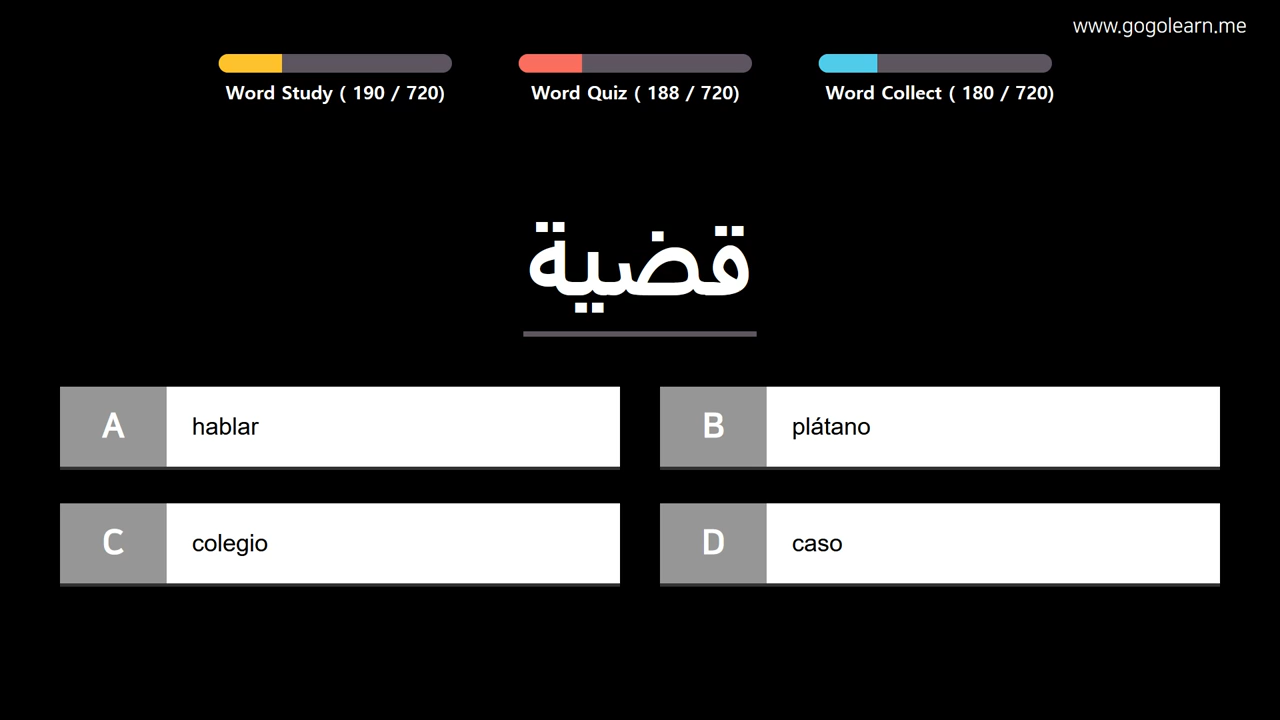 www.gogolearn.me
Word Study ( 190 / 720)
Word Quiz ( 188 / 720)
Word Collect ( 180 / 720)
قضية
A hablar
B plátano
C colegio
D caso